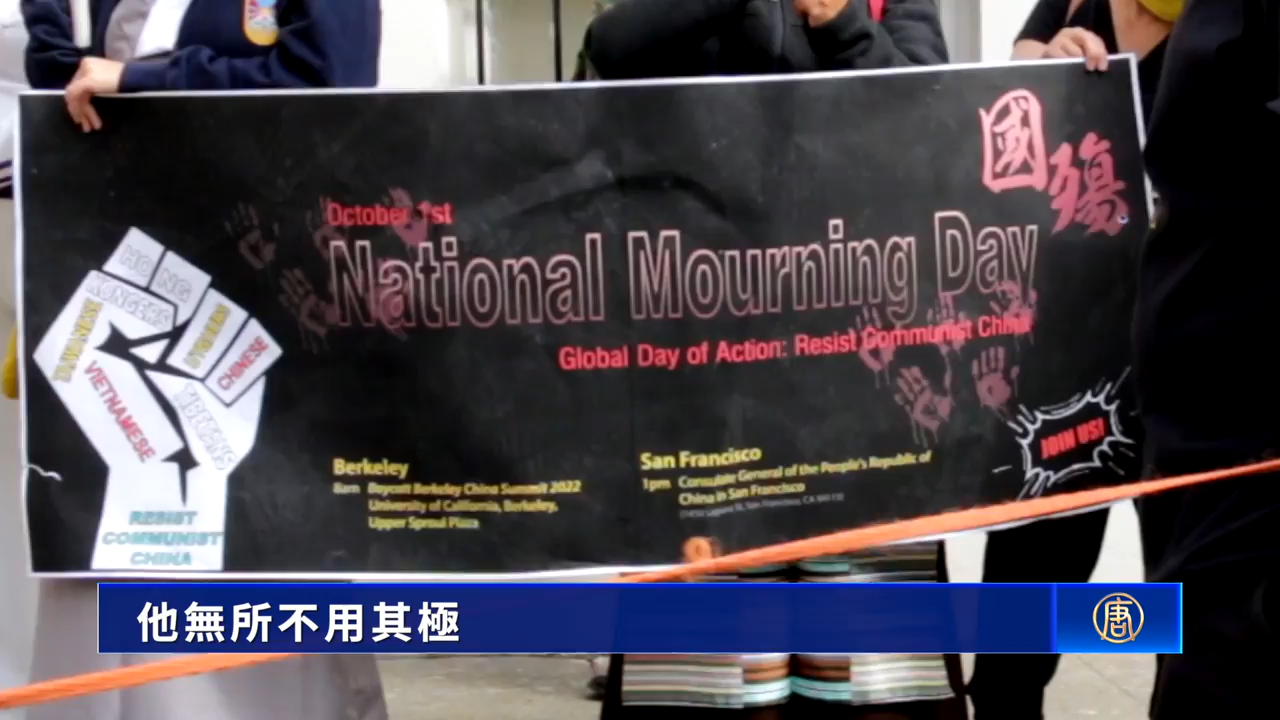 國殤
October 1st
National Mourning Day
Global Day of Action: Resist Communist China
HONG
KONGERS
TAIWANESE
UYGHURS
CHINESE
VIETNAMESE
TIBETANS
RESIST
COMMUNIST
CHINA
Berkeley
8am Boycott Berkeley China Summit 2022
University of California, Berkeley,
Upper Sproul Plaza
San Francisco
1pm Consulate General of the People's Republic of
China in San Francisco
JOIN US!
他無所不用其極
唐